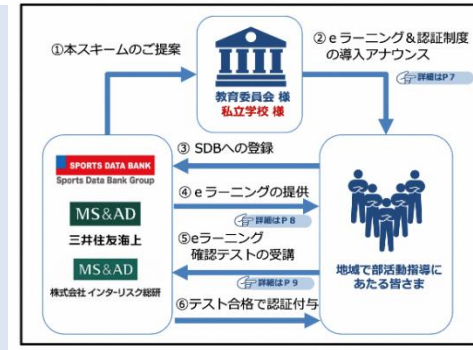 ①本スキームのご提案
②eラーニング&認証制度
の導入アナウンス
詳細はP7
教育委員会 様
私立学校 様
③ SDBへの登録
SPORTS DATA BANK
Sports Data Bank Group
④eラーニングの提供
詳細はP8
MS&AD
三井住友海上
⑤eラーニング
確認テストの受講
詳細はP9
MS&AD
株式会社 インターリスク総研
⑥テスト合格で認証付与
地域で部活動指導に
あたる皆さま